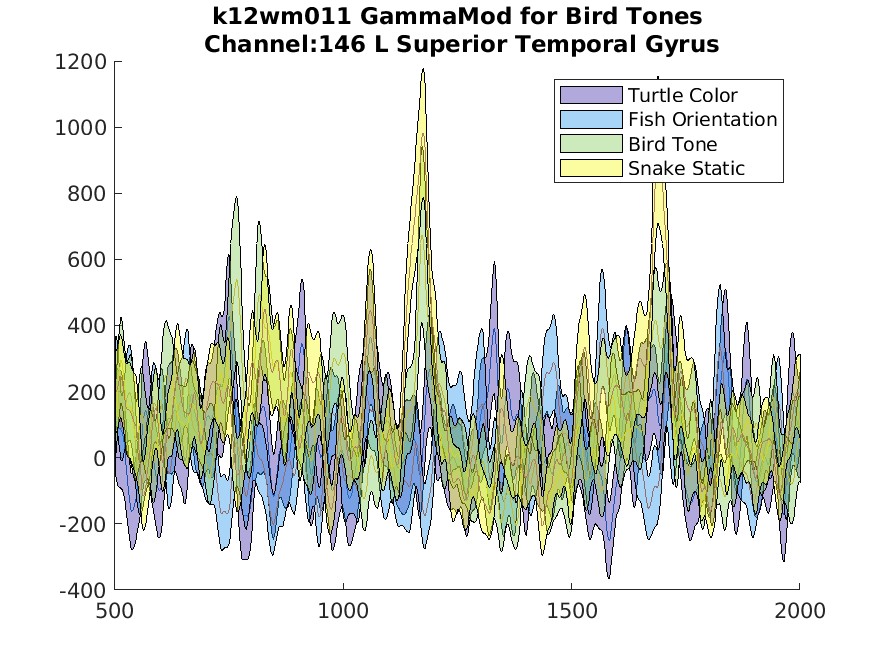 k12wm011 GammaMod for Bird Tones
Channel:146 L Superior Temporal Gyrus
1200
1000
800
600
400
200
0
-200
-400
500
1000
1500
2000
Turtle Color
Fish Orientation
Bird Tone
Snake Static